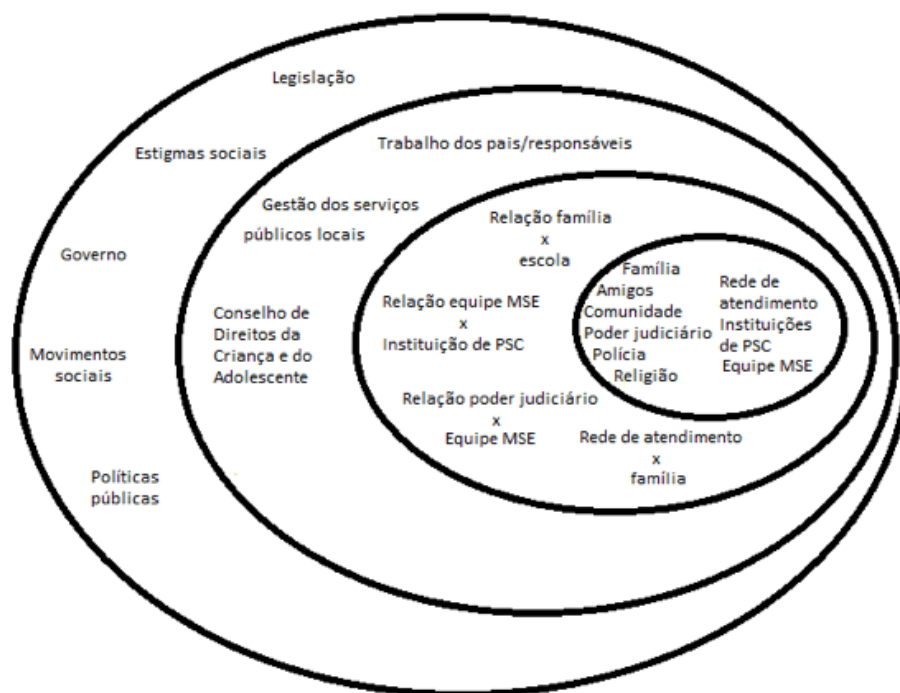 Legislação
Estigmas sociais
Governo
Movimentos
sociais
Políticas
públicas
Trabalho dos pais/responsáveis
Gestão dos serviços
públicos locais
Conselho de
Direitos da
Criança e do
Adolescente
Relação família
x
escola
Relação equipe MSE
x
Instituição de PSC
Relação poder judiciário
x
Equipe MSE
Rede de atendimento
x
família
Família
Amigos
Comunidade
Poder judiciário
Polícia
Religião
Rede de
atendimento
Instituições
de PSC
Equipe MSE